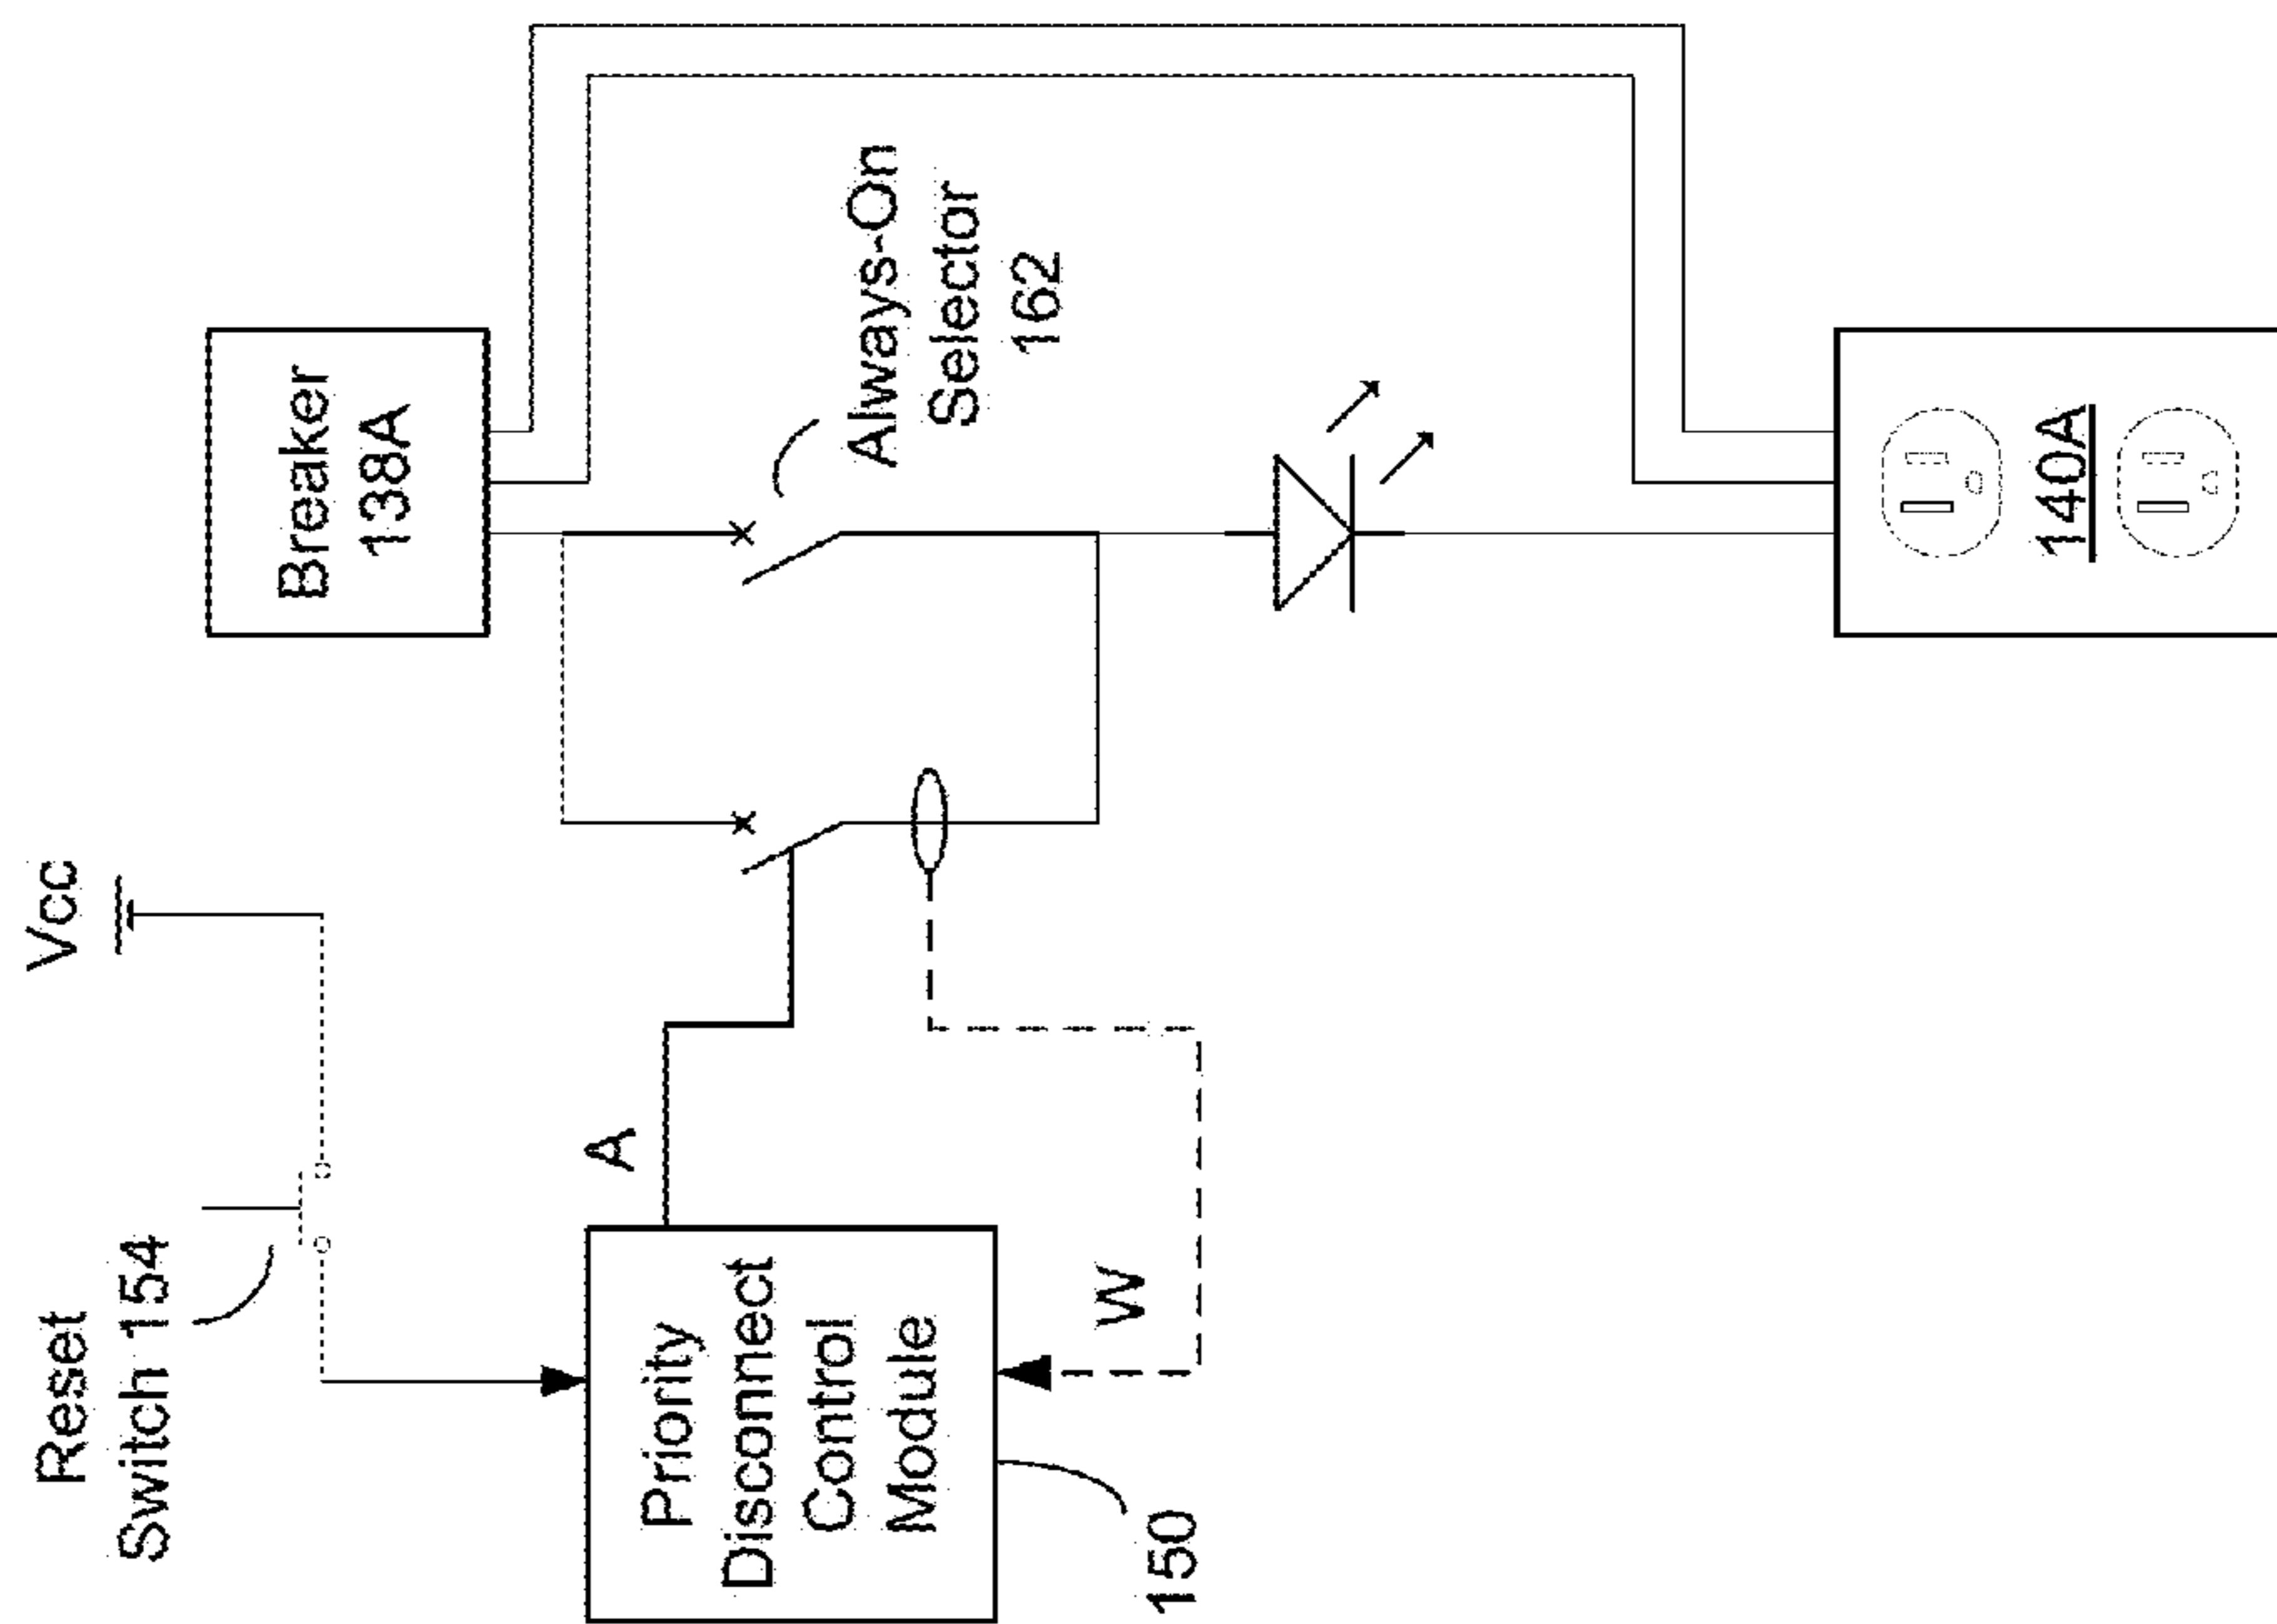 Reset
Switch 154
Vcc
Priority
Disconnect
Control
Module
150
A
W
Breaker
138A
Always-On
Selector
162
140A